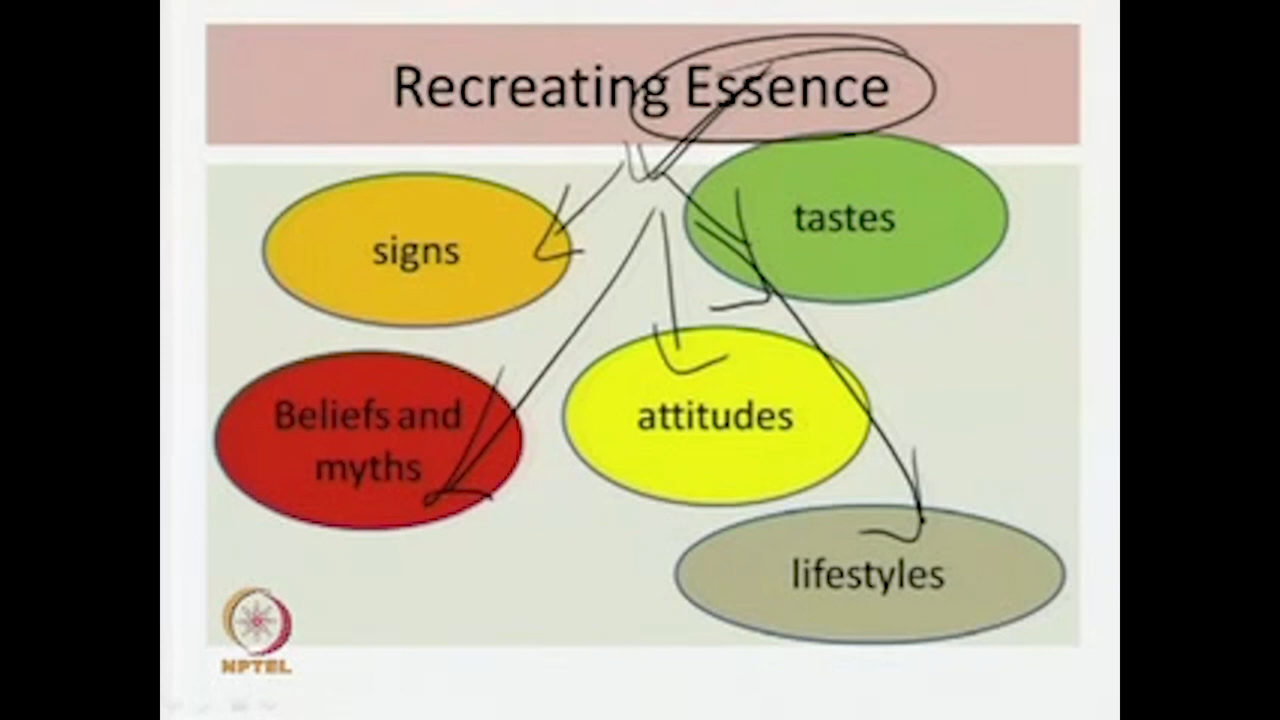 Recreating Essence
signs
tastes
Beliefs and
myths
attitudes
lifestyles
NPTEL